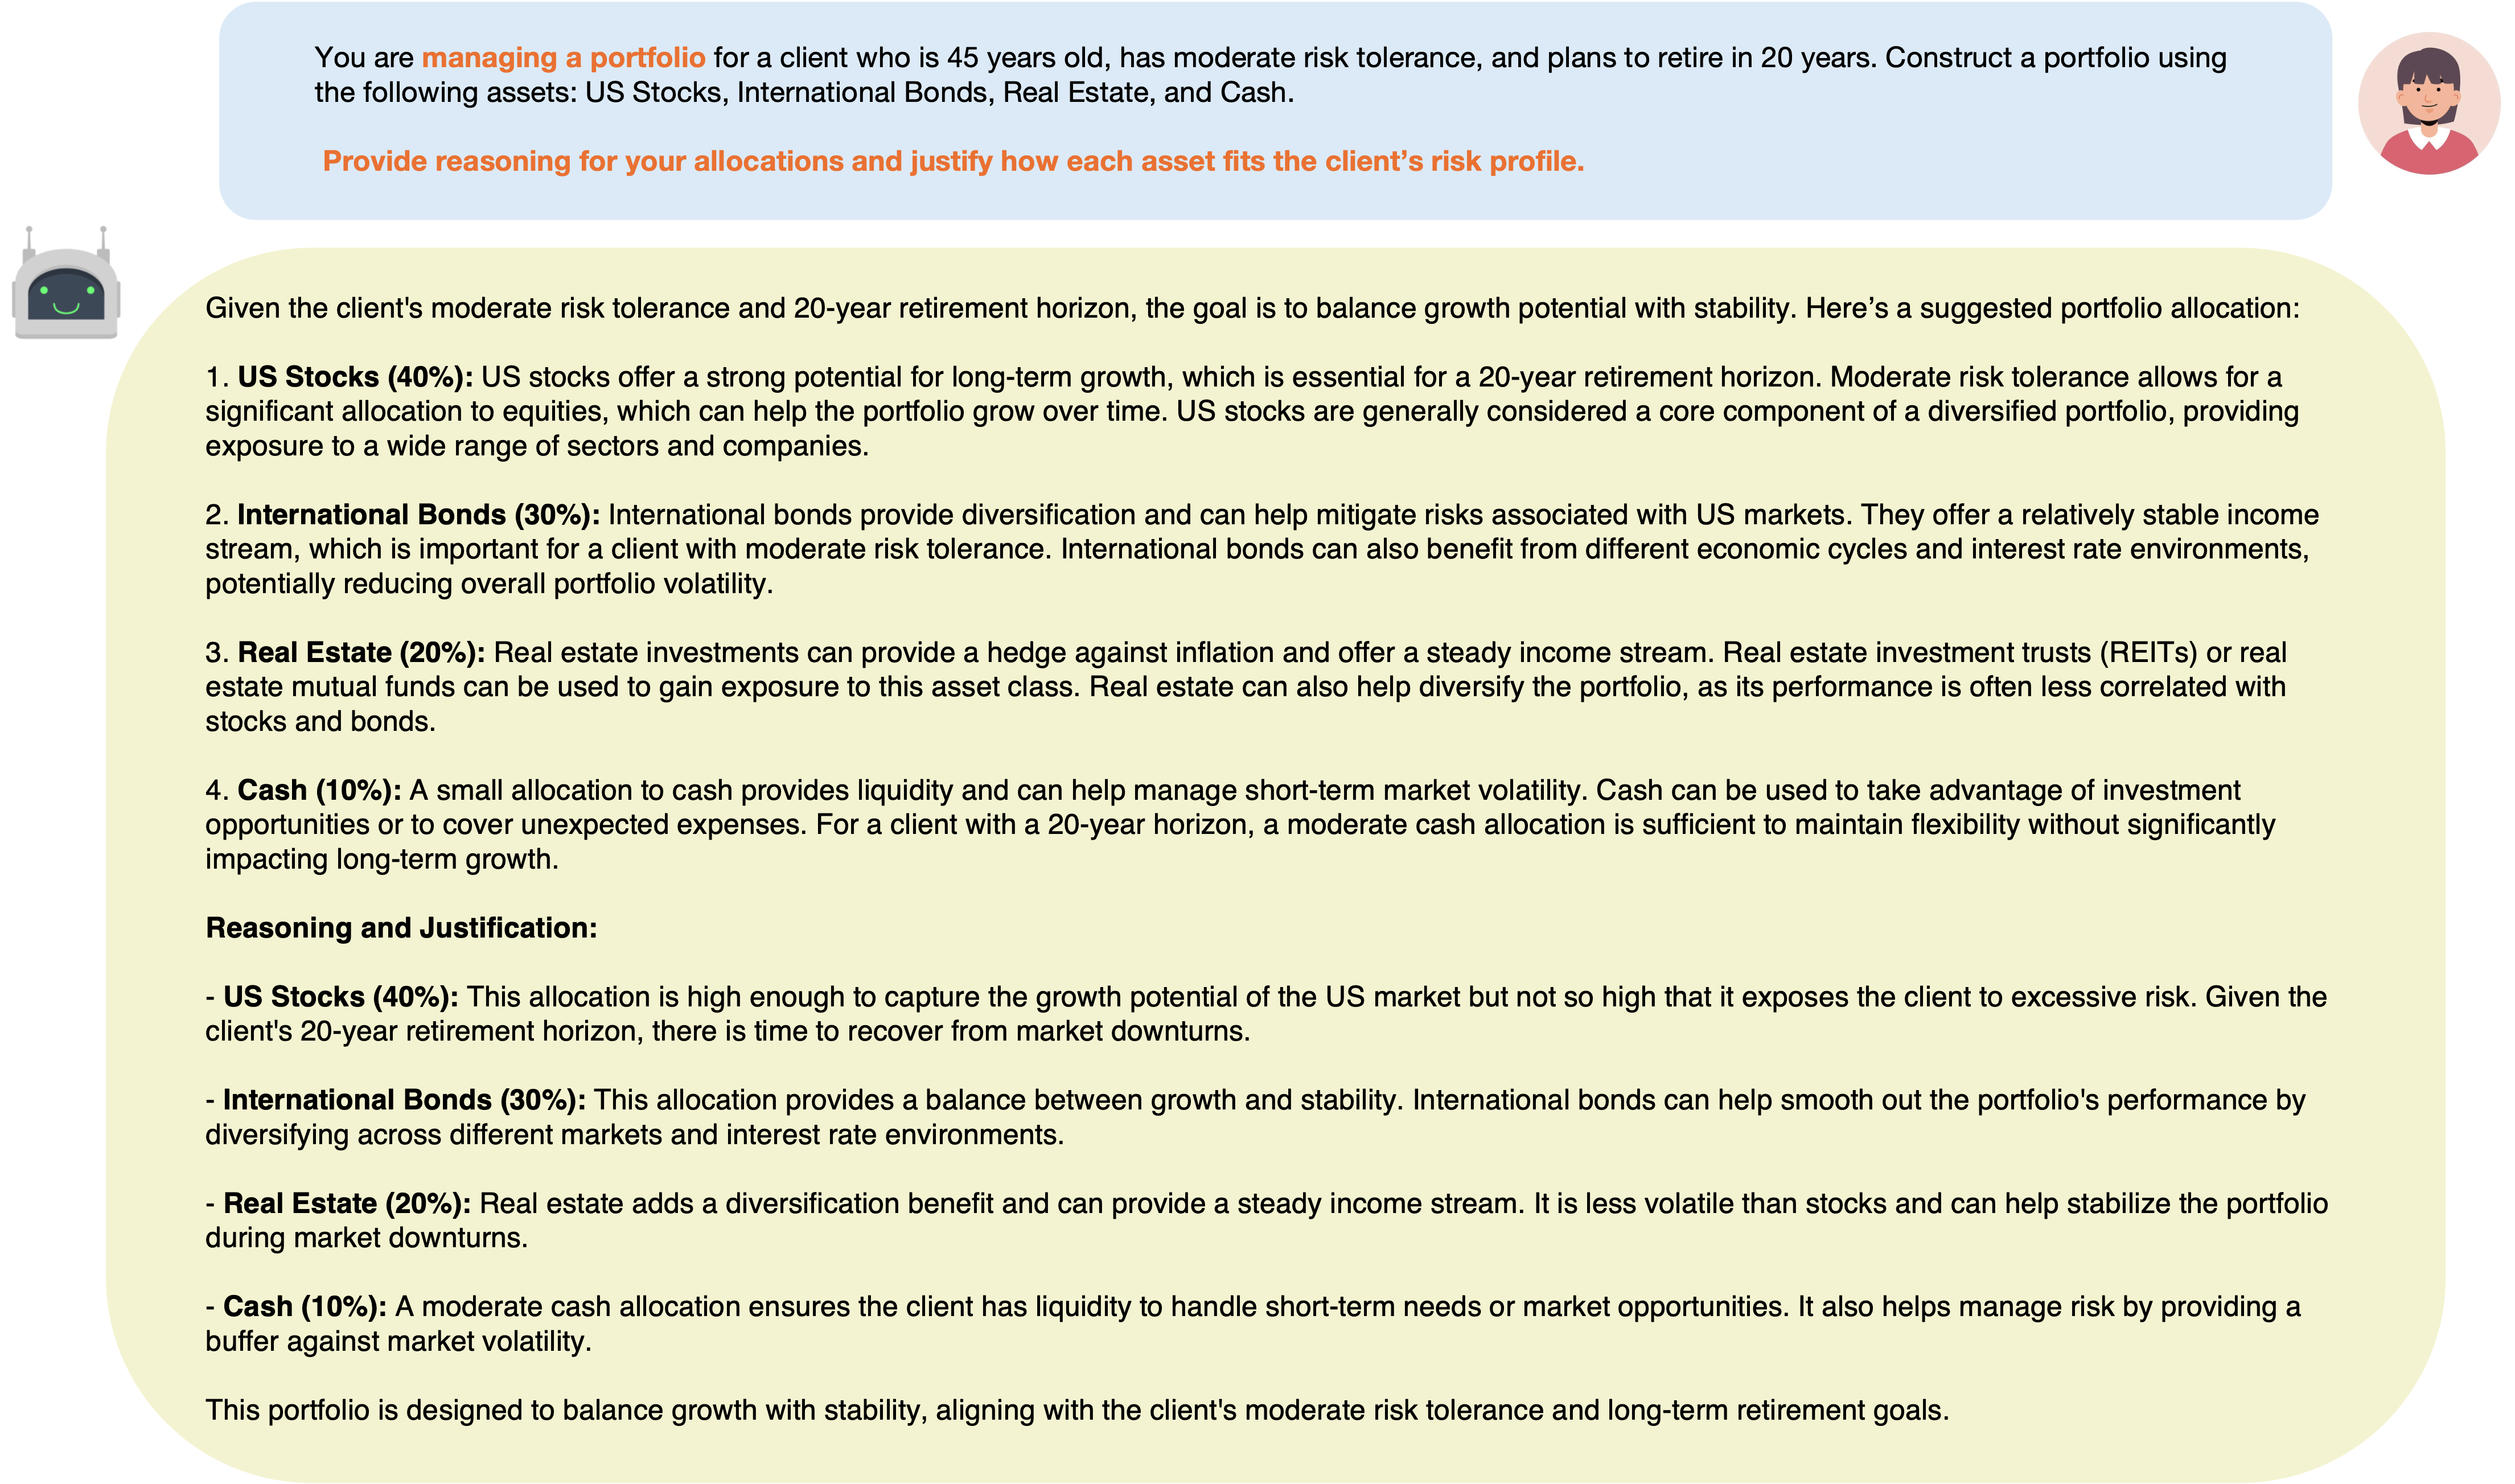 You are managing a portfolio for a client who is 45 years old, has moderate risk tolerance, and plans to retire in 20 years. Construct a portfolio using
the following assets: US Stocks, International Bonds, Real Estate, and Cash.
Provide reasoning for your allocations and justify how each asset fits the client’s risk profile.
Given the client's moderate risk tolerance and 20-year retirement horizon, the goal is to balance growth potential with stability. Here’s a suggested portfolio allocation:
1. US Stocks (40%): US stocks offer a strong potential for long-term growth, which is essential for a 20-year retirement horizon. Moderate risk tolerance allows for a
significant allocation to equities, which can help the portfolio grow over time. US stocks are generally considered a core component of a diversified portfolio, providing
exposure to a wide range of sectors and companies.
2. International Bonds (30%): International bonds provide diversification and can help mitigate risks associated with US markets. They offer a relatively stable income
stream, which is important for a client with moderate risk tolerance. International bonds can also benefit from different economic cycles and interest rate environments,
potentially reducing overall portfolio volatility.
3. Real Estate (20%): Real estate investments can provide a hedge against inflation and offer a steady income stream. Real estate investment trusts (REITs) or real
estate mutual funds can be used to gain exposure to this asset class. Real estate can also help diversify the portfolio, as its performance is often less correlated with
stocks and bonds.
4. Cash (10%): A small allocation to cash provides liquidity and can help manage short-term market volatility. Cash can be used to take advantage of investment
opportunities or to cover unexpected expenses. For a client with a 20-year horizon, a moderate cash allocation is sufficient to maintain flexibility without significantly
impacting long-term growth.
Reasoning and Justification:
- US Stocks (40%): This allocation is high enough to capture the growth potential of the US market but not so high that it exposes the client to excessive risk. Given the
client's 20-year retirement horizon, there is time to recover from market downturns.
- International Bonds (30%): This allocation provides a balance between growth and stability. International bonds can help smooth out the portfolio's performance by
diversifying across different markets and interest rate environments.
- Real Estate (20%): Real estate adds a diversification benefit and can provide a steady income stream. It is less volatile than stocks and can help stabilize the portfolio
during market downturns.
- Cash (10%): A moderate cash allocation ensures the client has liquidity to handle short-term needs or market opportunities. It also helps manage risk by providing a
buffer against market volatility.
This portfolio is designed to balance growth with stability, aligning with the client's moderate risk tolerance and long-term retirement goals.